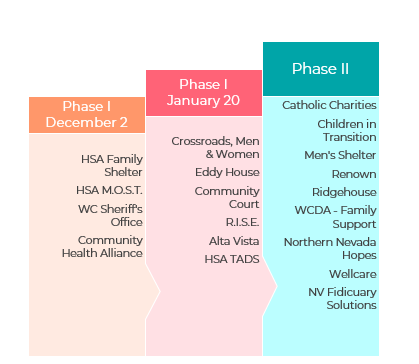 Phase I
December 2
HSA Family
Shelter
HSA M.O.S.T.
WC Sheriff's
Office
Community
Health Alliance
Phase I
January 20
Crossroads, Men
& Women
Eddy House
Community
Court
R.I.S.E.
Alta Vista
HSA TADS
Phase II
Catholic Charities
Children in
Transition
Men's Shelter
Renown
Ridgehouse
WCDA - Family
Support
Northern Nevada
Hopes
Wellcare
NV Fidicuary
Solutions